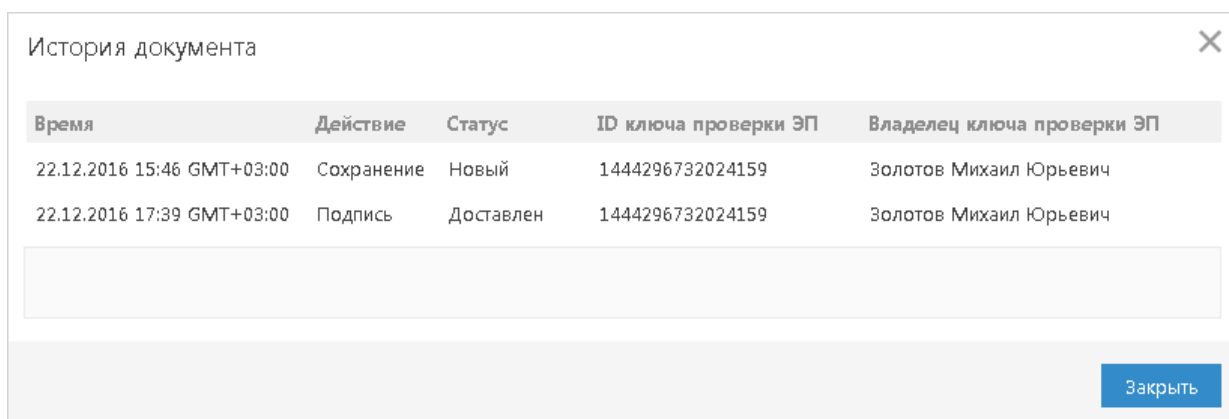 История документа
Время Действие Статус ID ключа проверки ЭП Владелец ключа проверки ЭП
22.12.2016 15:46 GMT+03:00 Сохранение Новый 1444296732024159 Золотов Михаил Юрьевич
22.12.2016 17:39 GMT+03:00 Подпись Доставлен 1444296732024159 Золотов Михаил Юрьевич
Закрыть